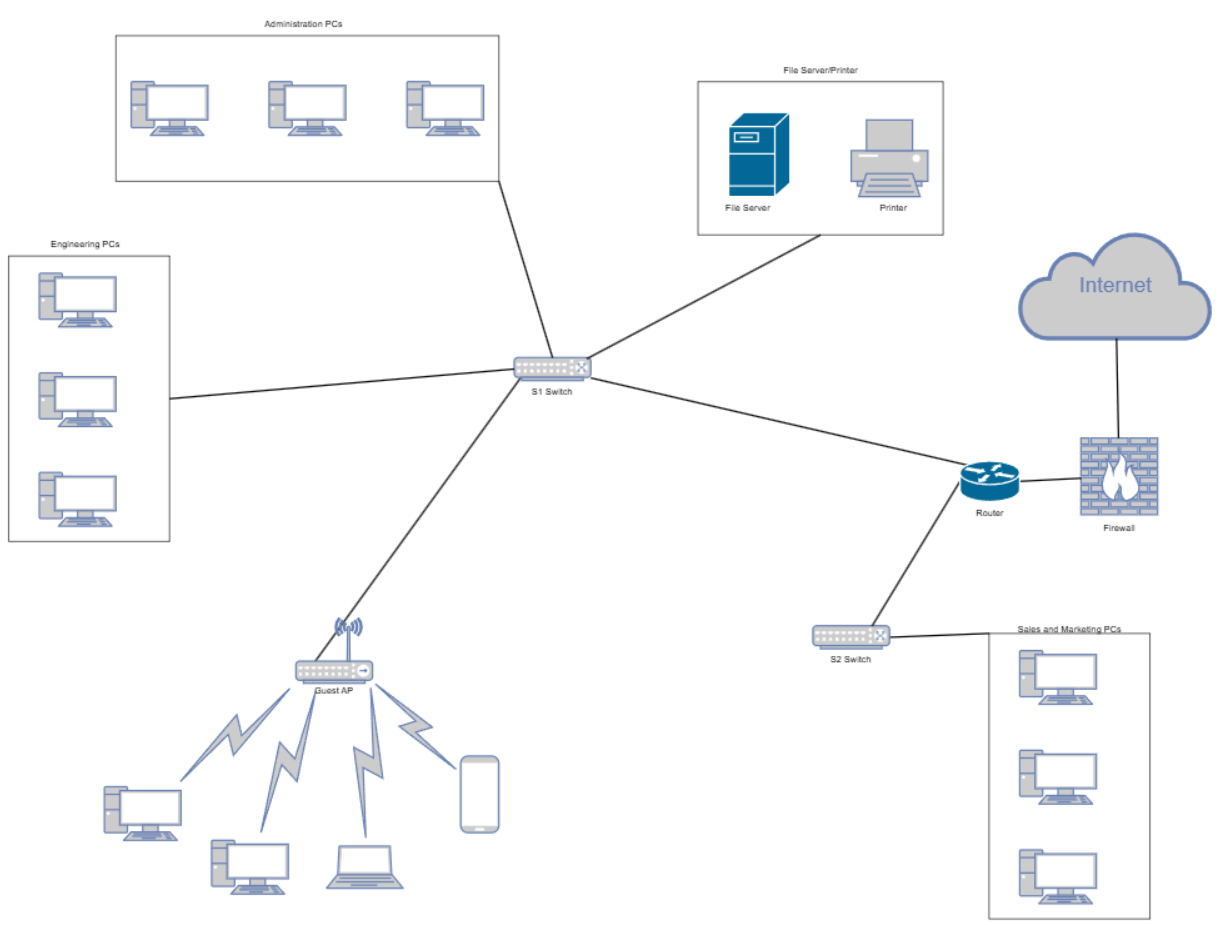 Administration PCs
File Server/Printer
File Server
Printer
Engineering PCs
Internet
S1 Switch
Router
Firewall
S2 Switch
Sales and Marketing PCs
Guest AP